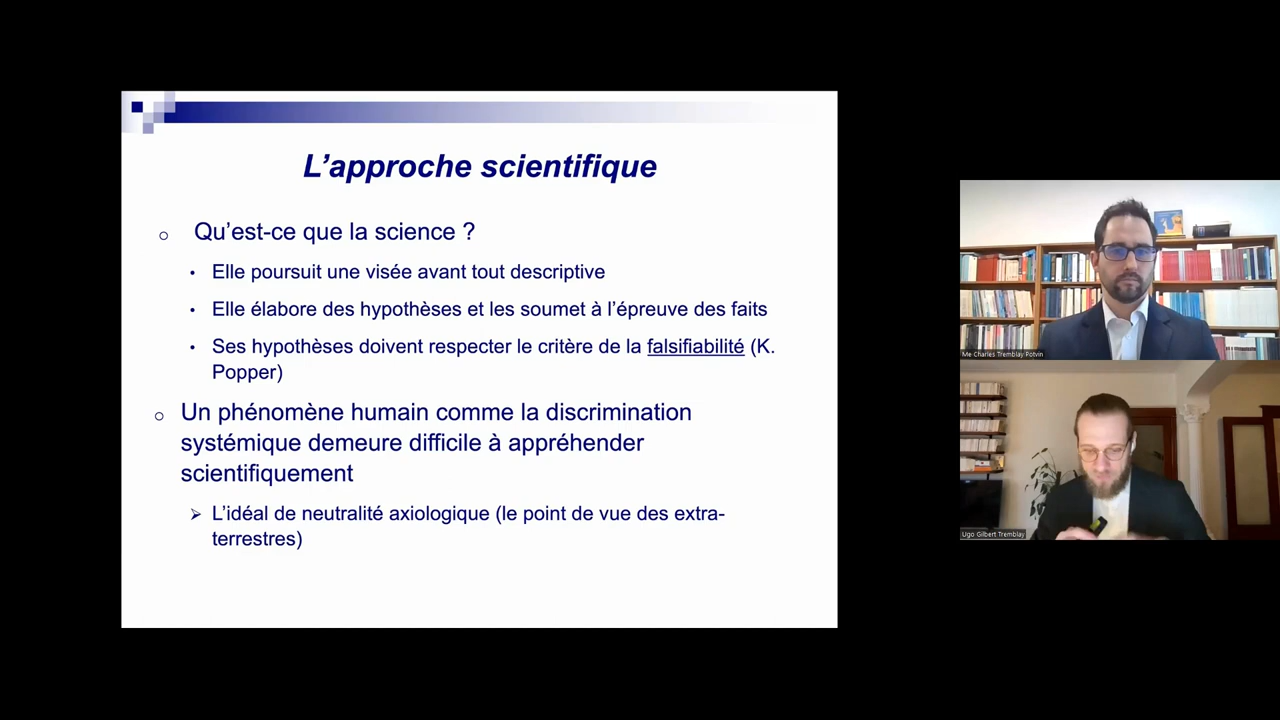 L'approche scientifique
Qu'est-ce que la science ?
Elle poursuit une visée avant tout descriptive
Elle élabore des hypothèses et les soumet à l'épreuve des faits
Ses hypothèses doivent respecter le critère de la falsifiabilité (K.
Popper)
Un phénomène humain comme la discrimination
systémique demeure difficile à appréhender
scientifiquement
L'idéal de neutralité axiologique (le point de vue des extra-
terrestres)
Me Charles Tremblay Potvin
Ugo Gilbert Tremblay